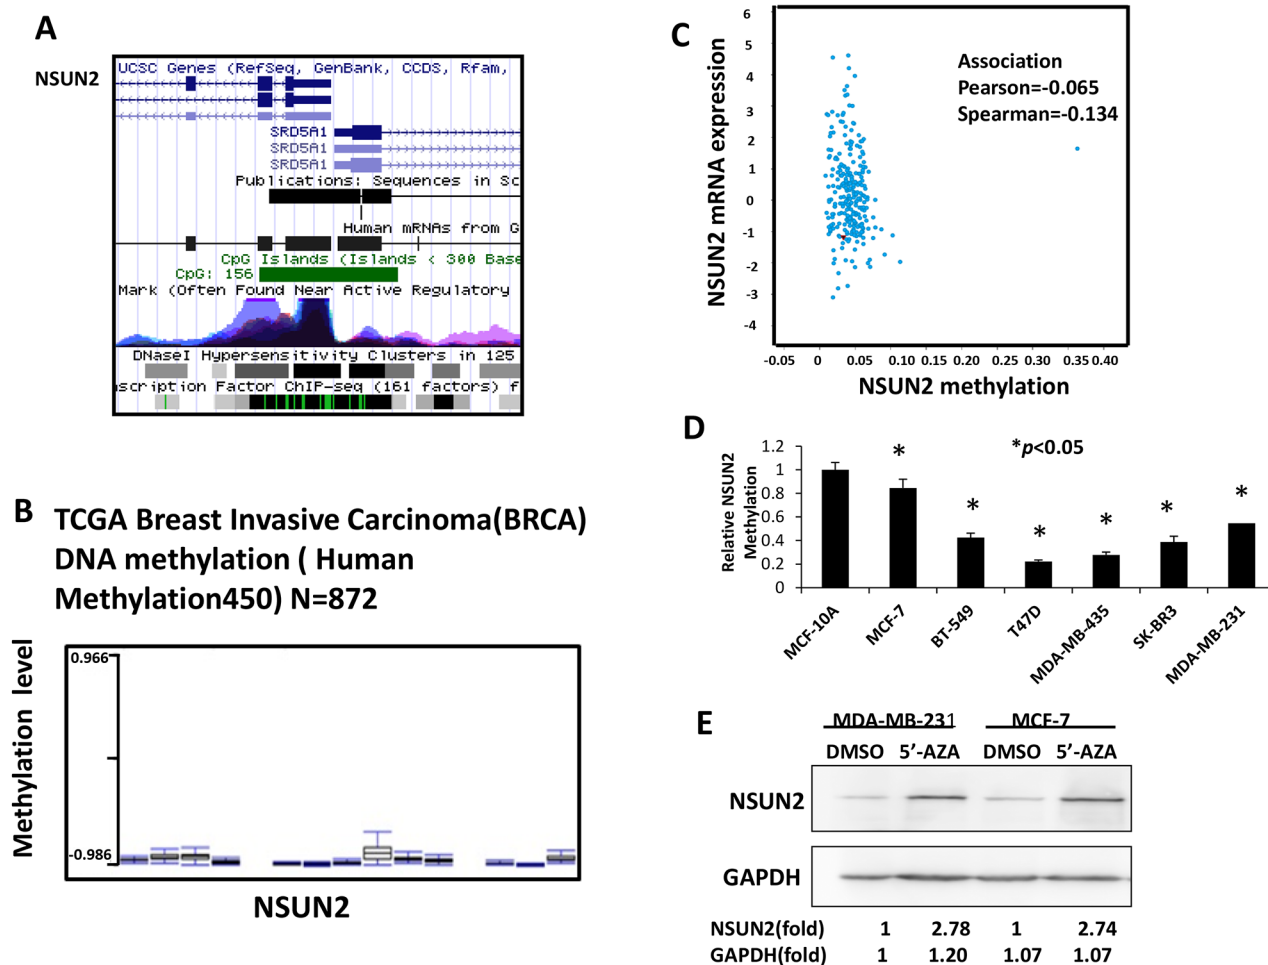 A
NSUN2
UCSC Genes (RefSeq, GenBank, CCDS, Rfam,
SRD5A1
SRD5A1
SRD5A1
Publications: Sequences in Sc
Human mRNAs from G
CpG Islands (Islands < 300 Base
CpG: 156
Mark (Often Found Near Active Regulatory
DNaseI Hypersensitivity Clusters in 125
scription Factor ChIP-seq (161 factors) f
B
TCGA Breast Invasive Carcinoma(BRCA)
DNA methylation ( Human
Methylation450) N=872
Methylation level
0.966
-0.986
NSUN2
C
NSUN2 mRNA expression
6
5
4
3
2
1
0
-1
-2
-3
-4
Association
Pearson=-0.065
Spearman=-0.134
-0.05 0 0.05 0.10 0.15 0.20 0.25 0.30 0.35 0.40
NSUN2 methylation
D
Relative NSUN2
Methylation
1.2
1
0.8
0.6
0.4
0.2
0
*p<0.05
* * * * * *
MCF-10A MCF-7 BT-549 T47D MDA-MB-435 SK-BR3 MDA-MB-231
E
MDA-MB-231 MCF-7
DMSO 5’-AZA DMSO 5’-AZA
NSUN2
GAPDH
NSUN2(fold) 1 2.78 1 2.74
GAPDH(fold) 1 1.20 1.07 1.07